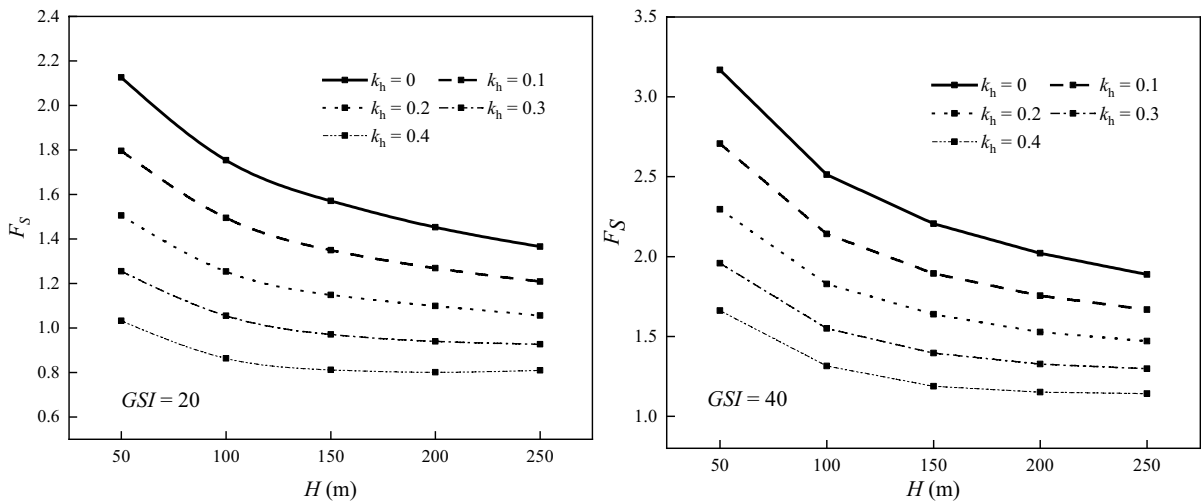 2.4
2.2
2.0
1.8
1.6
1.4
1.2
1.0
0.8
0.6
F_S
k_h = 0
k_h = 0.1
k_h = 0.2
k_h = 0.3
k_h = 0.4
GSI = 20
50 100 150 200 250
H (m)
3.5
3.0
2.5
2.0
1.5
1.0
F_S
k_h = 0
k_h = 0.1
k_h = 0.2
k_h = 0.3
k_h = 0.4
GSI = 40
50 100 150 200 250
H (m)